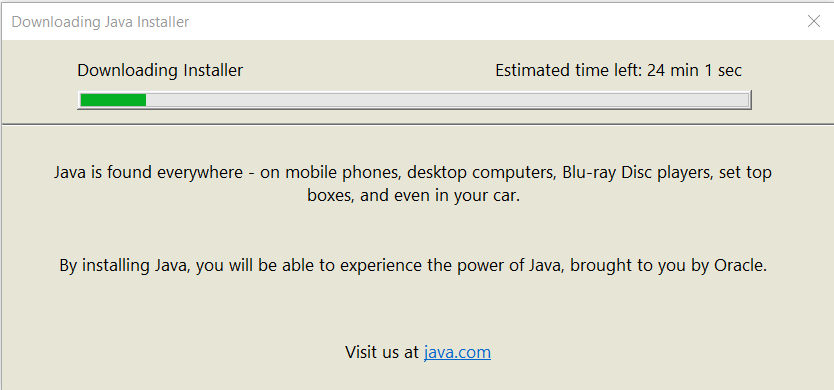 Downloading Java Installer
Downloading Installer
Estimated time left: 24 min 1 sec
Java is found everywhere - on mobile phones, desktop computers, Blu-ray Disc players, set top
boxes, and even in your car.
By installing Java, you will be able to experience the power of Java, brought to you by Oracle.
Visit us at java.com